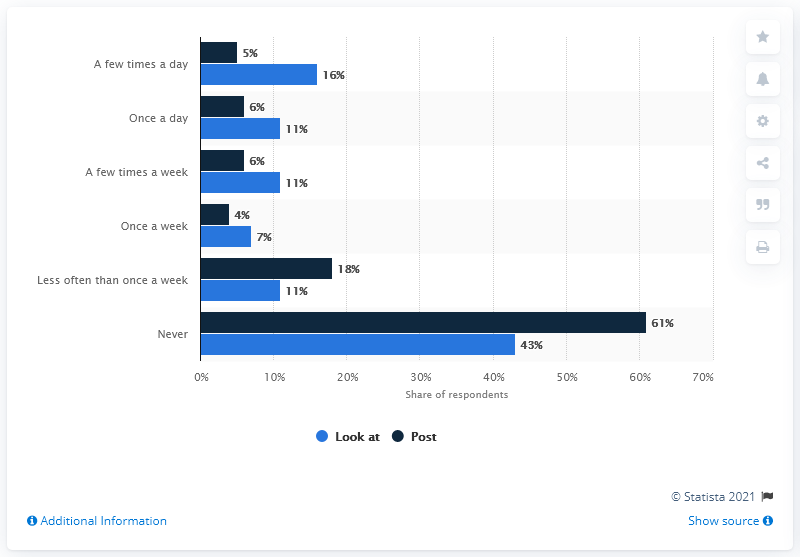 A few times a day
5%
16%
Once a day
6%
11%
A few times a week
6%
11%
Once a week
4%
7%
Less often than once a week
18%
11%
Never
61%
43%
0% 10% 20% 30% 40% 50% 60% 70%
Share of respondents
Look at Post
© Statista 2021
Additional Information Show source